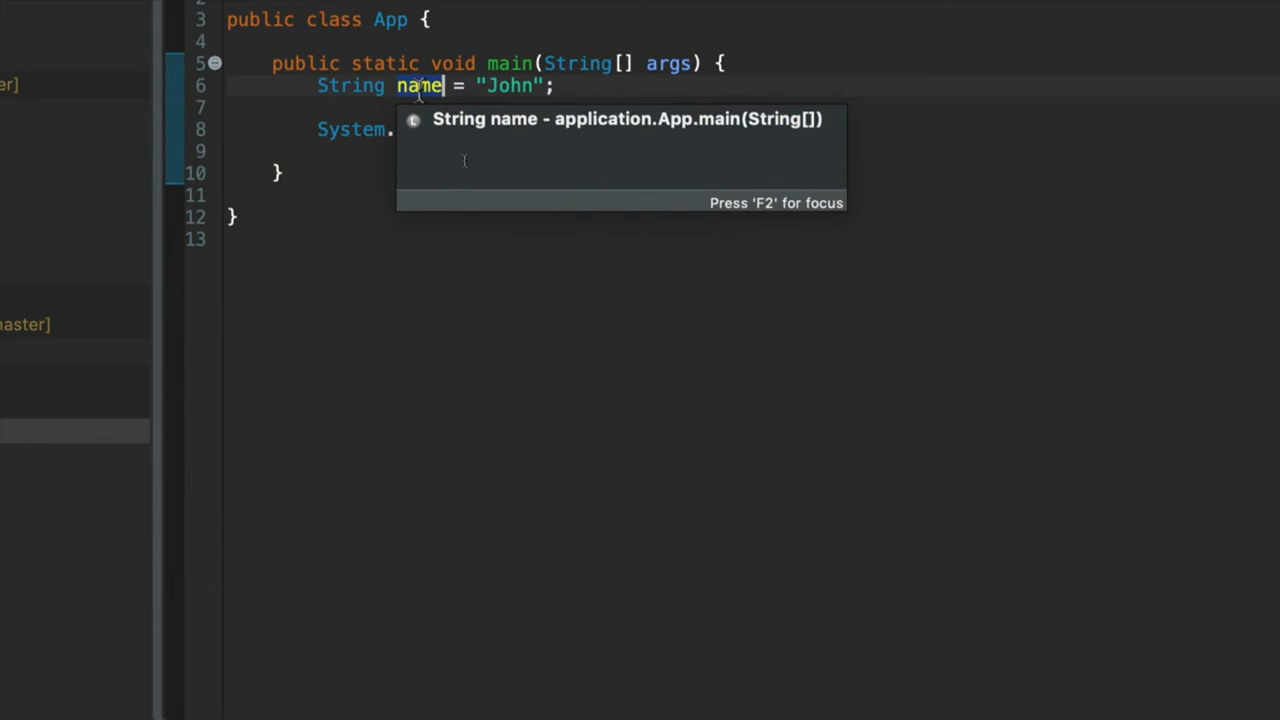 2
3 public class App {
4
5 public static void main(String[] args) {
6 String name = "John";
7
String name - application.App.main(String[])
8 System.
9
10 }
11
Press 'F2' for focus
12 }
13
er]
naster]